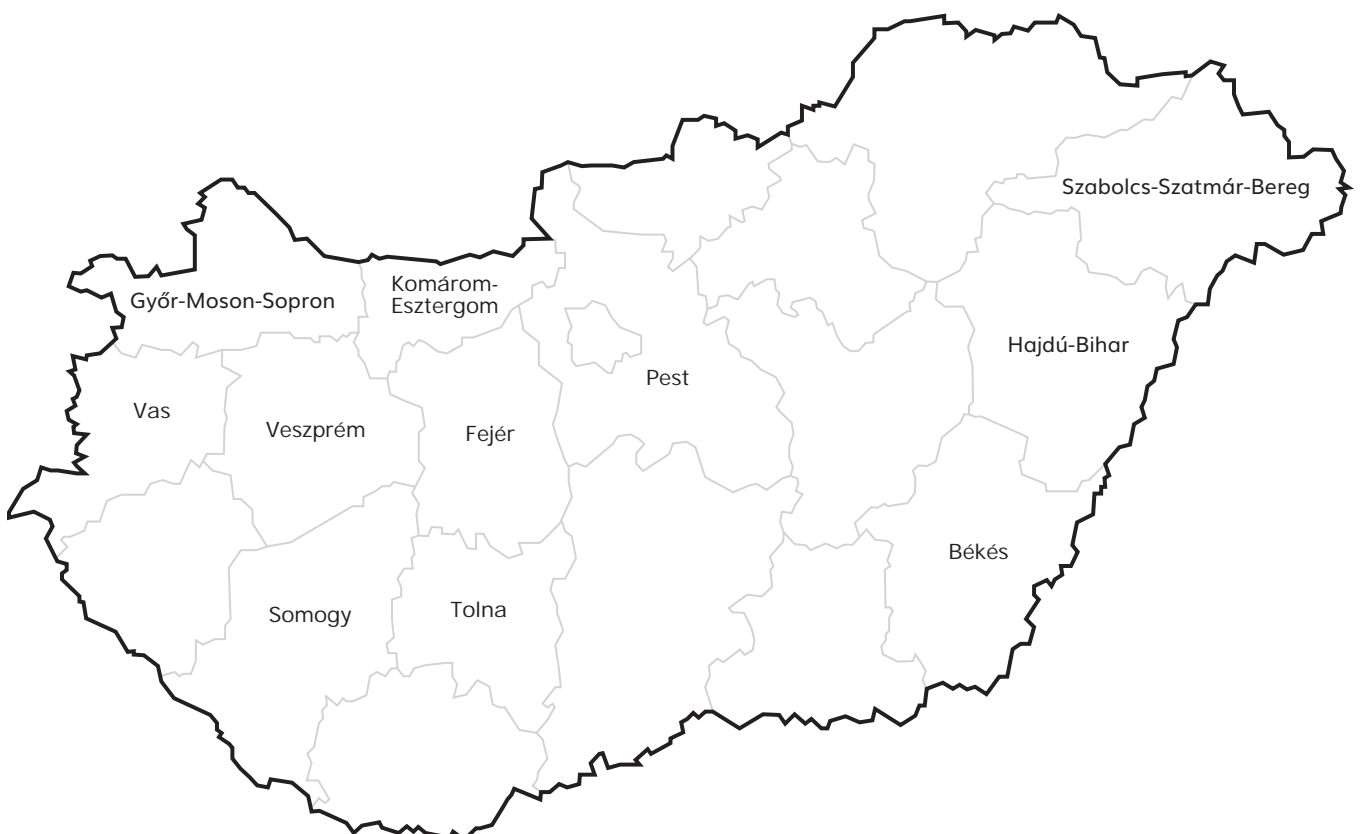 Szabolcs-Szatmár-Bereg
Komárom-
Esztergom
Győr-Moson-Sopron
Hajdú-Bihar
Pest
Vas
Veszprém
Fejér
Békés
Somogy
Tolna